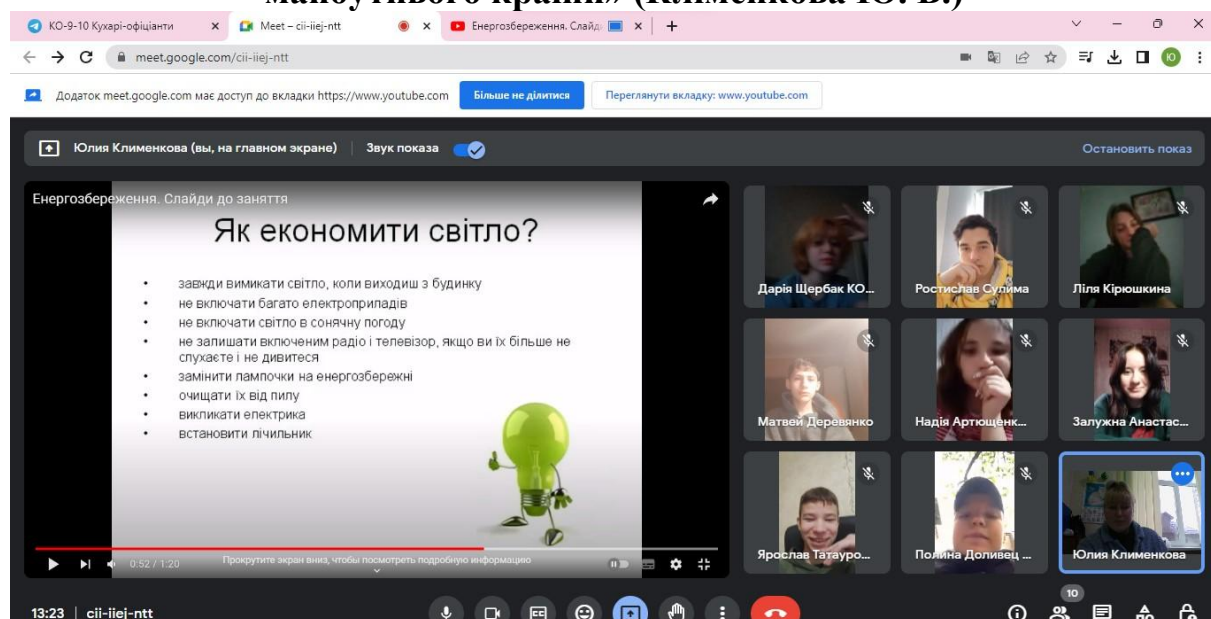 майбутнього країни» (Клименкова Ю. В.)
КО-9-10 Кухарі-офіціанти
Meet – cii-iiej-ntt
Енергозбереження. Слайд
meet.google.com/cii-iiej-ntt
Додаток meet.google.com має доступ до вкладки https://www.youtube.com
Більше не ділитися
Переглянути вкладку: www.youtube.com
Юлия Клименкова (вы, на главном экране)
Звук показа
Остановить показ
Енергозбереження. Слайди до заняття
Як економити світло?
• завжди вимикати світло, коли виходиш з будинку
• не включати багато електроприладів
• не включати світло в сонячну погоду
• не залишати включеним радіо і телевізор, якщо ви їх більше не
слухаєте і не дивитеся
• замінити лампочки на енергозбережні
• очищати їх від пилу
• викликати електрика
• встановити лічильник
0:52 / 1:20
Прокрутите экран вниз, чтобы посмотреть подробную информацию
Дарія Щербак КО...
Ростислав Сулима
Ліля Кірюшкина
Матвей Деревянко
Надія Артющенк...
Залужна Анастас...
Ярослав Татауро...
Полина Доливец ...
Юлия Клименкова
13:23 | cii-iiej-ntt
10